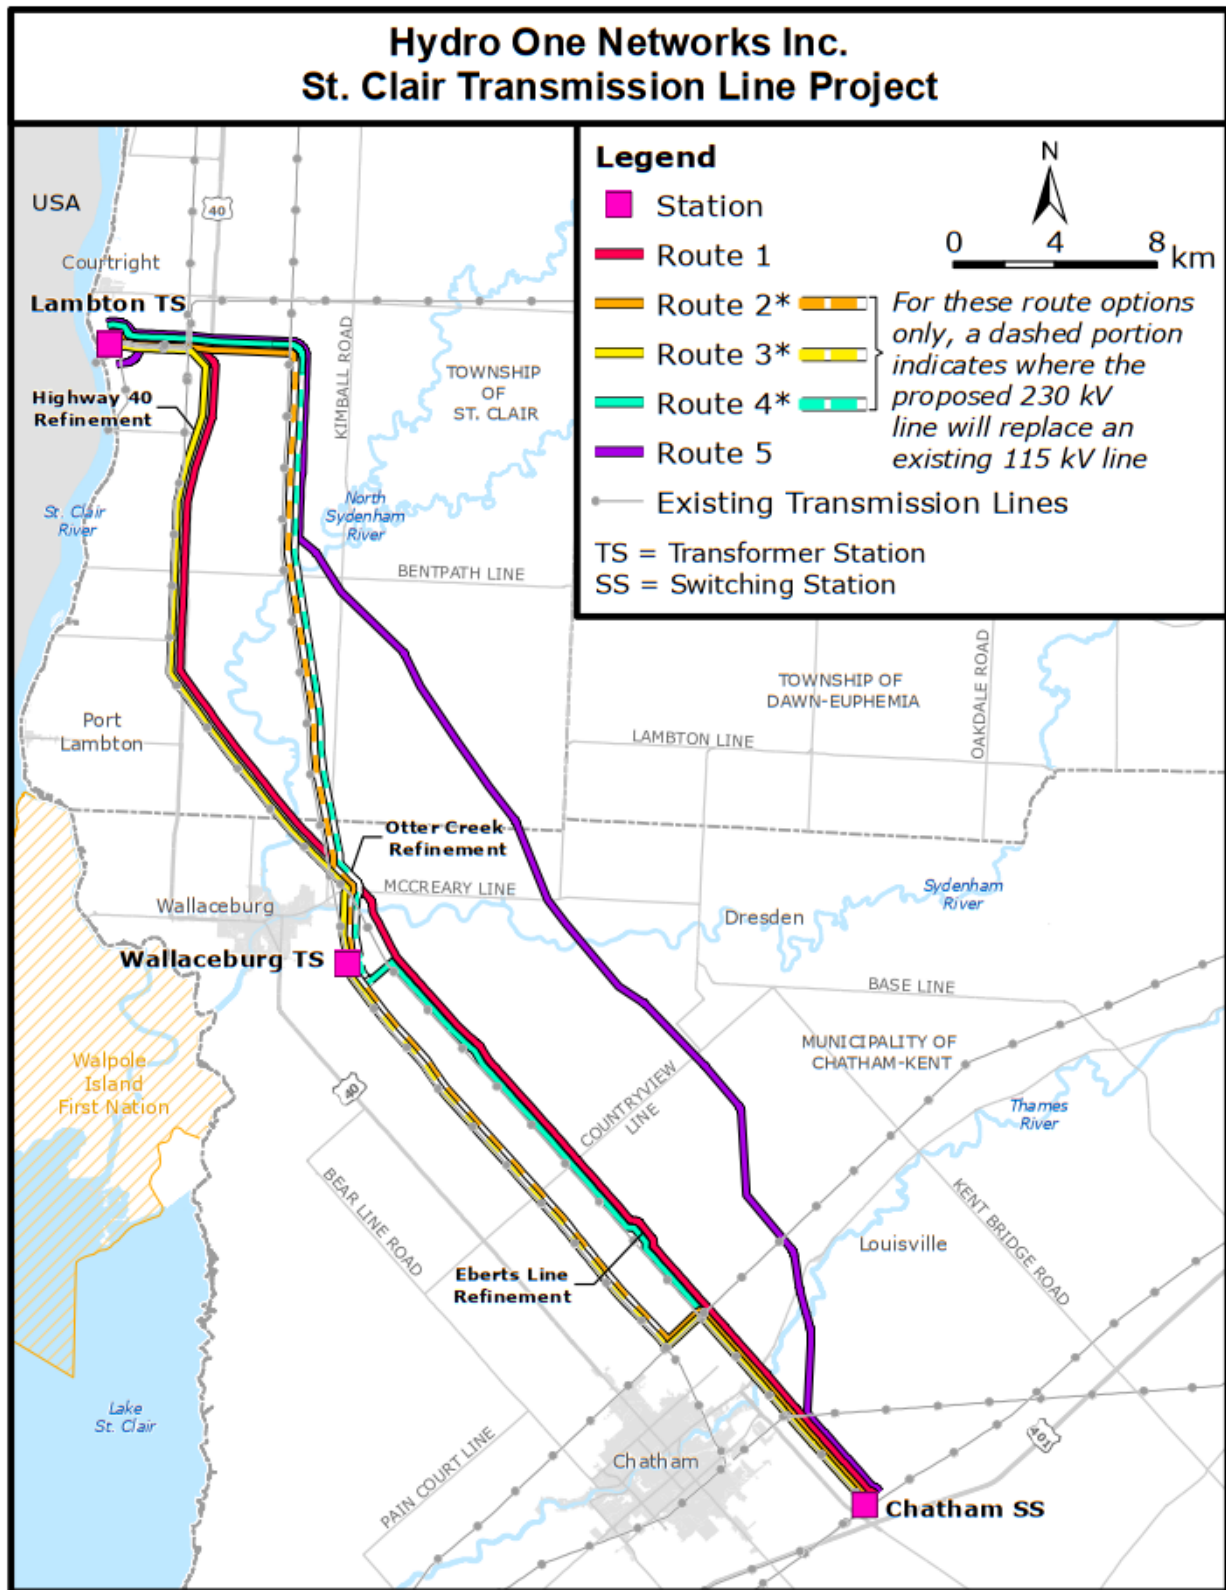 Hydro One Networks Inc.
St. Clair Transmission Line Project
Legend
Station
Route 1
Route 2*
Route 3*
Route 4*
Route 5
Existing Transmission Lines
TS = Transformer Station
SS = Switching Station
N
0 4 8 km
For these route options
only, a dashed portion
indicates where the
proposed 230 kV
line will replace an
existing 115 kV line
USA
40
Courtright
Lambton TS
Highway 40
Refinement
KIMBALL ROAD
TOWNSHIP
OF
ST. CLAIR
St. Clair
River
North
Sydenham
River
BENTPATH LINE
Port
Lambton
TOWNSHIP OF
DAWN-EUPHEMIA
OAKDALE ROAD
LAMBTON LINE
Otter Creek
Refinement
MCCREARY LINE
Wallaceburg
Sydenham
River
Dresden
Wallaceburg TS
BASE LINE
Walpole
Island
First Nation
40
MUNICIPALITY OF
CHATHAM-KENT
COUNTRYVIEW
LINE
Thames
River
BEAR LINE ROAD
KENT BRIDGE ROAD
Louisville
Eberts Line
Refinement
Lake
St. Clair
PAIN COURT LINE
Chatham
401
Chatham SS